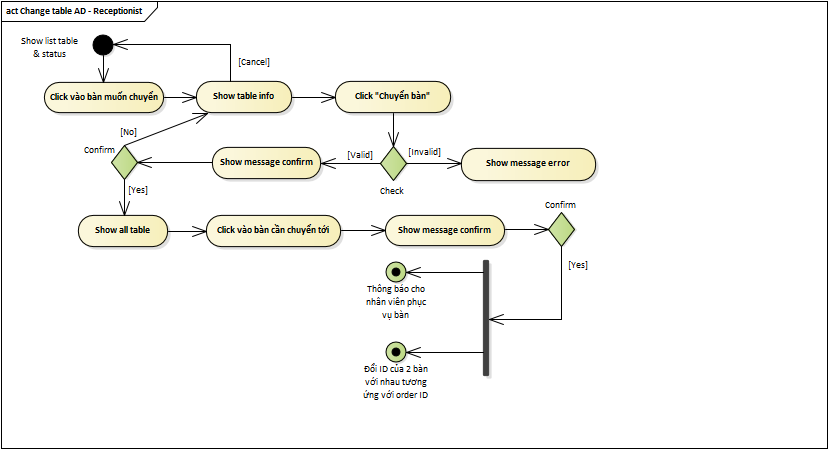 act Change table AD - Receptionist
Show list table
& status
[Cancel]
Click vào bàn muốn chuyển
Show table info
Click "Chuyển bàn"
[No]
Confirm
Show message confirm
[Valid]
[Invalid]
Show message error
Check
[Yes]
Show all table
Click vào bàn cần chuyển tới
Show message confirm
Confirm
[Yes]
Thông báo cho
nhân viên phục
vụ bàn
Đổi ID của 2 bàn
với nhau tương
ứng với order ID